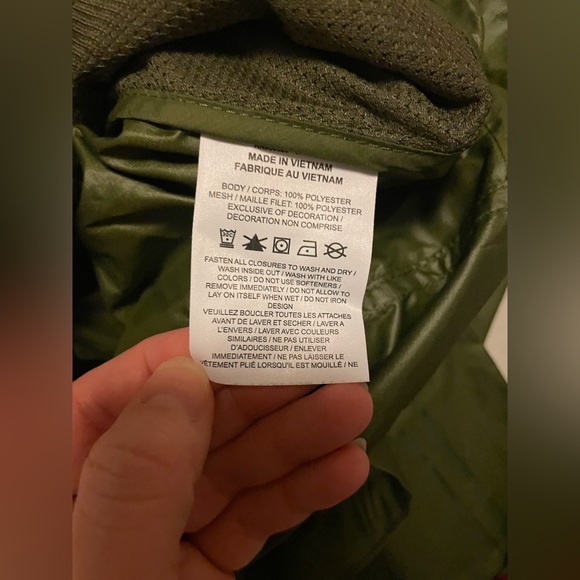 MADE IN VIETNAM
FABRIQUE AU VIETNAM
BODY / CORPS: 100% POLYESTER
MESH / MAILLE FILET: 100% POLYESTER
EXCLUSIVE OF DECORATION /
DECORATION NON COMPRISE
FASTEN ALL CLOSURES TO WASH AND DRY /
WASH INSIDE OUT / WASH WITH LIKE
COLORS / DO NOT USE SOFTENERS /
REMOVE IMMEDIATELY / DO NOT ALLOW TO
LAY ON ITSELF WHEN WET / DO NOT IRON
DESIGN
VEUILLEZ BOUCLER TOUTES LES ATTACHES
AVANT DE LAVER ET SECHER / LAVER A
L'ENVERS / LAVER AVEC COULEURS
SIMILAIRES / NE PAS UTILISER
D'ADOUCISSEUR / ENLEVER
IMMEDIATEMENT / NE PAS LAISSER LE
VÊTEMENT PLIÉ LORSQU'IL EST MOUILLÉ / NE